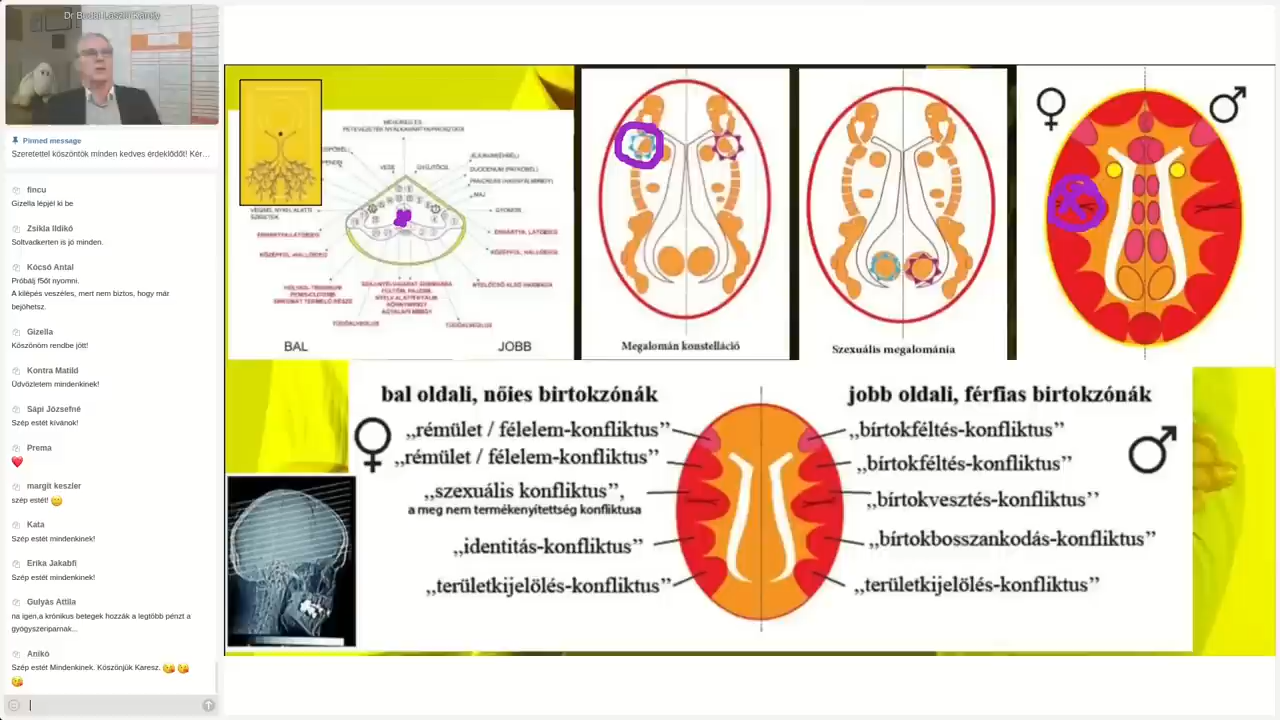 Dr Bodai László Károly
Pinned message
Szeretettel köszöntök minden kedves érdeklődőt! Kér…
fincu
Gizella lépjél ki be
Zsikla Ildikó
Soltvadkerten is jó minden.
Kócsó Antal
Próbálj f5öt nyomni.
A kilépés veszélyes, mert nem biztos, hogy már
bejöhetsz.
Gizella
Köszönöm rendbe jött!
Kontra Matild
Üdvözletem mindenkinek!
Sápi Józsefné
Szép estét kívánok!
Prema
margit keszler
szép estét!
Kata
Szép estét mindenkinek!
Erika Jakabfi
Szép estét mindenkinek!
Gulyás Attila
na igen,a krónikus betegek hozzák a legtöbb pénzt a
gyógyszeriparnak...
Anikó
Szép estét Mindenkinek. Köszönjük Karesz.
MÁJ
GYOMOR
BAL
JOBB
Megalomán konstelláció
Szexuális megalománia
bal oldali, nőies birtokzónák
jobb oldali, férfias birtokzónák
,,rémület / félelem-konfliktus”
,,bírtokféltés-konfliktus”
,,rémület / félelem-konfliktus”
,,bírtokféltés-konfliktus”
,,szexuális konfliktus”,
a meg nem termékenyítettség konfliktusa
,,bírtokvesztés-konfliktus’’
,,identitás-konfliktus”
,,bírtokbosszankodás-konfliktus”
,,területkijelölés-konfliktus”
,,területkijelölés-konfliktus”